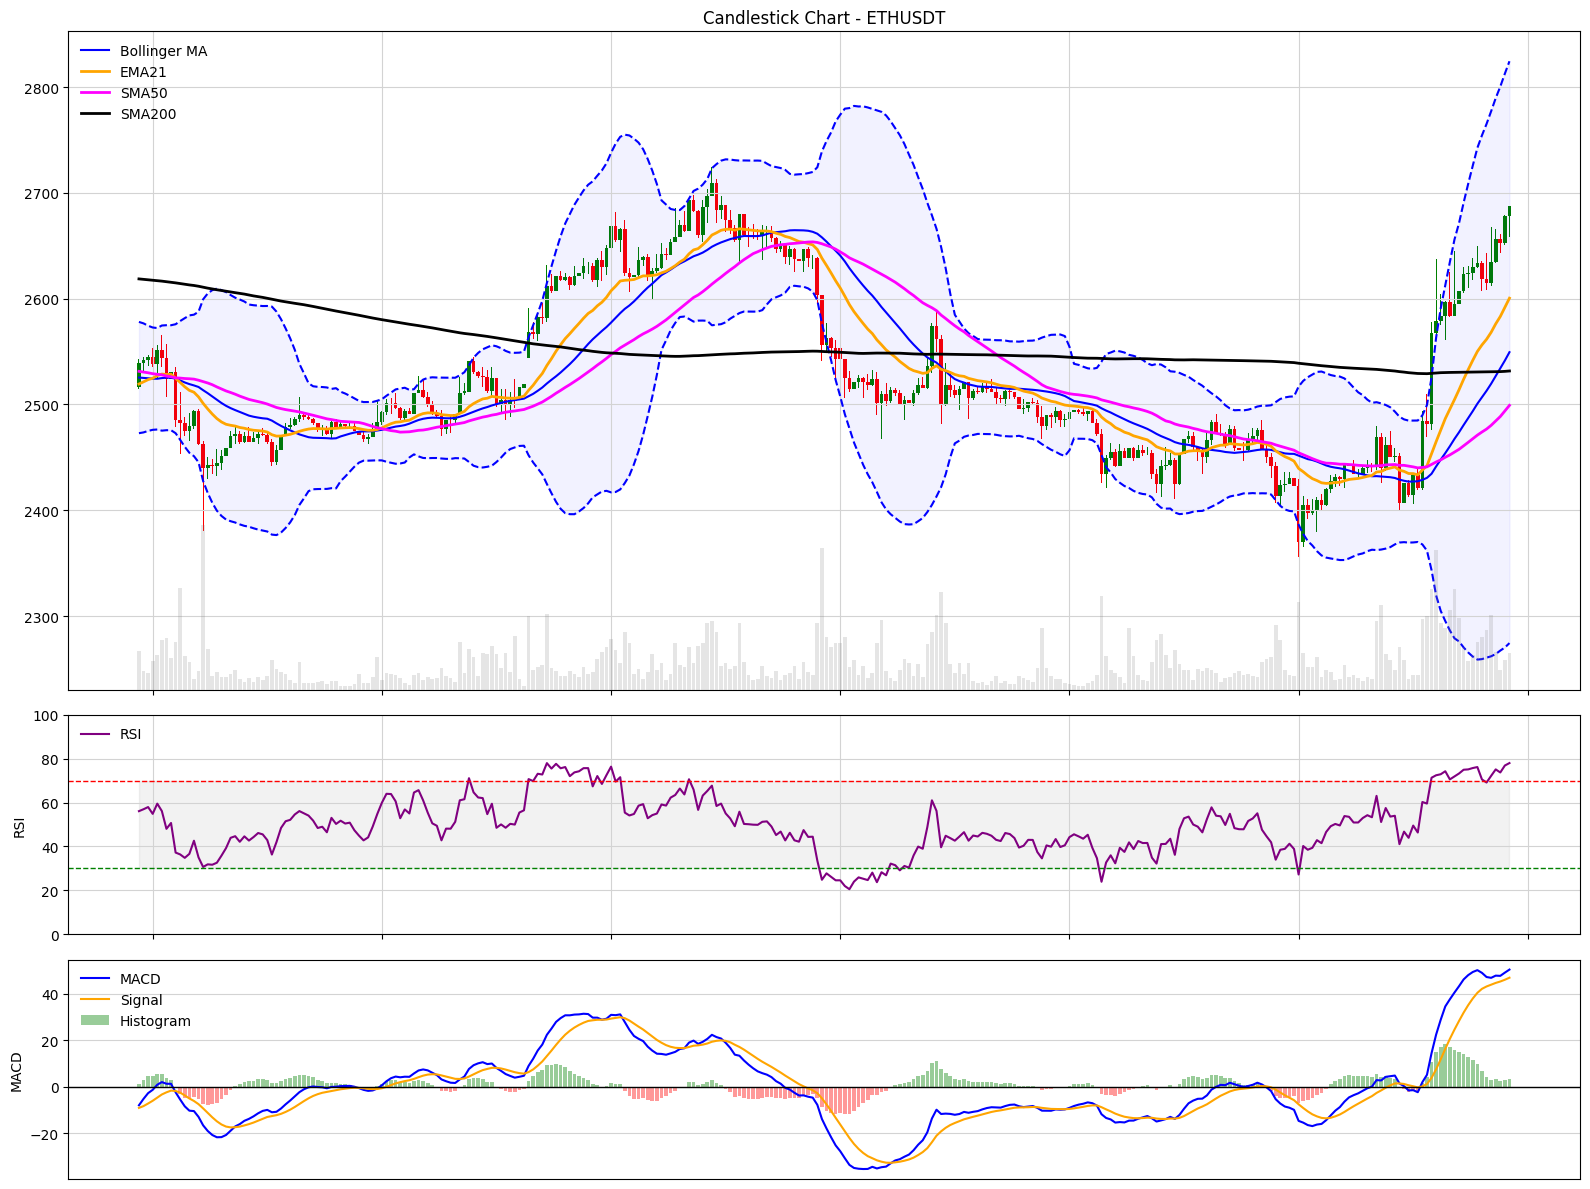 Candlestick Chart - ETHUSDT
Bollinger MA
EMA21
SMA50
SMA200
2800
2700
2600
2500
2400
2300
RSI
100
80
60
40
20
0
RSI
MACD
Signal
Histogram
40
20
0
−20
MACD